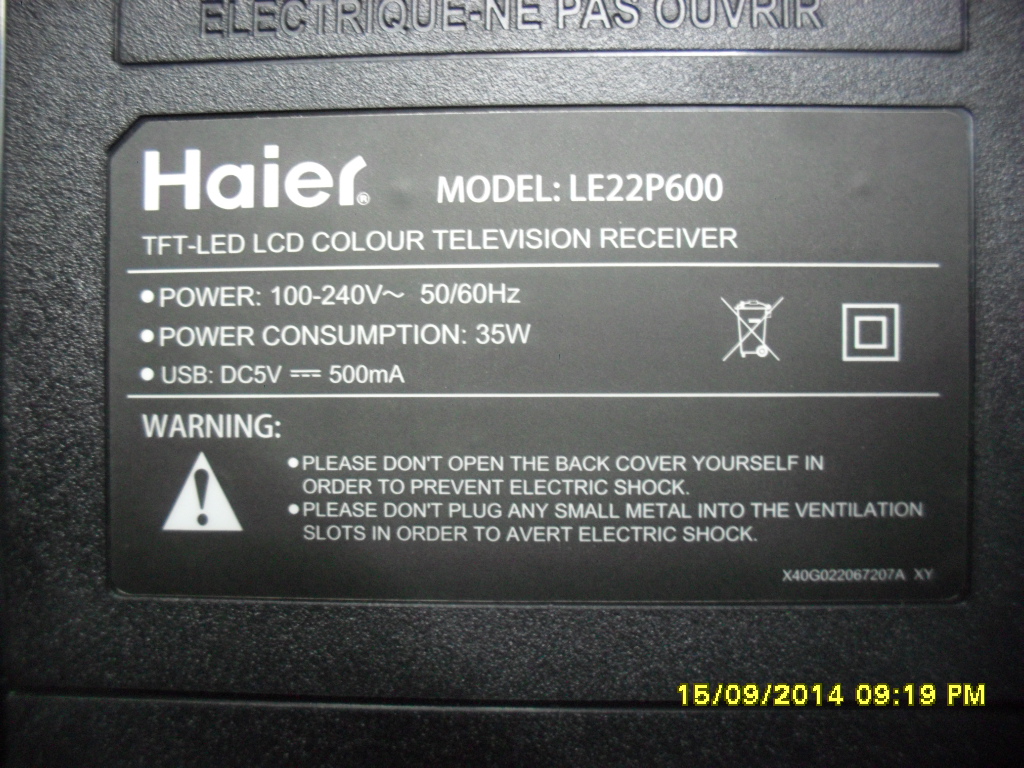 ELECTRIQUE-NE PAS OUVRIR
Haier® MODEL: LE22P600
TFT-LED LCD COLOUR TELEVISION RECEIVER
●POWER: 100-240V～ 50/60Hz
●POWER CONSUMPTION: 35W
●USB: DC5V ⎓ 500mA
WARNING:
●PLEASE DON'T OPEN THE BACK COVER YOURSELF IN
ORDER TO PREVENT ELECTRIC SHOCK.
●PLEASE DON'T PLUG ANY SMALL METAL INTO THE VENTILATION
SLOTS IN ORDER TO AVERT ELECTRIC SHOCK.
X40G022067207A XY
15/09/2014 09:19 PM